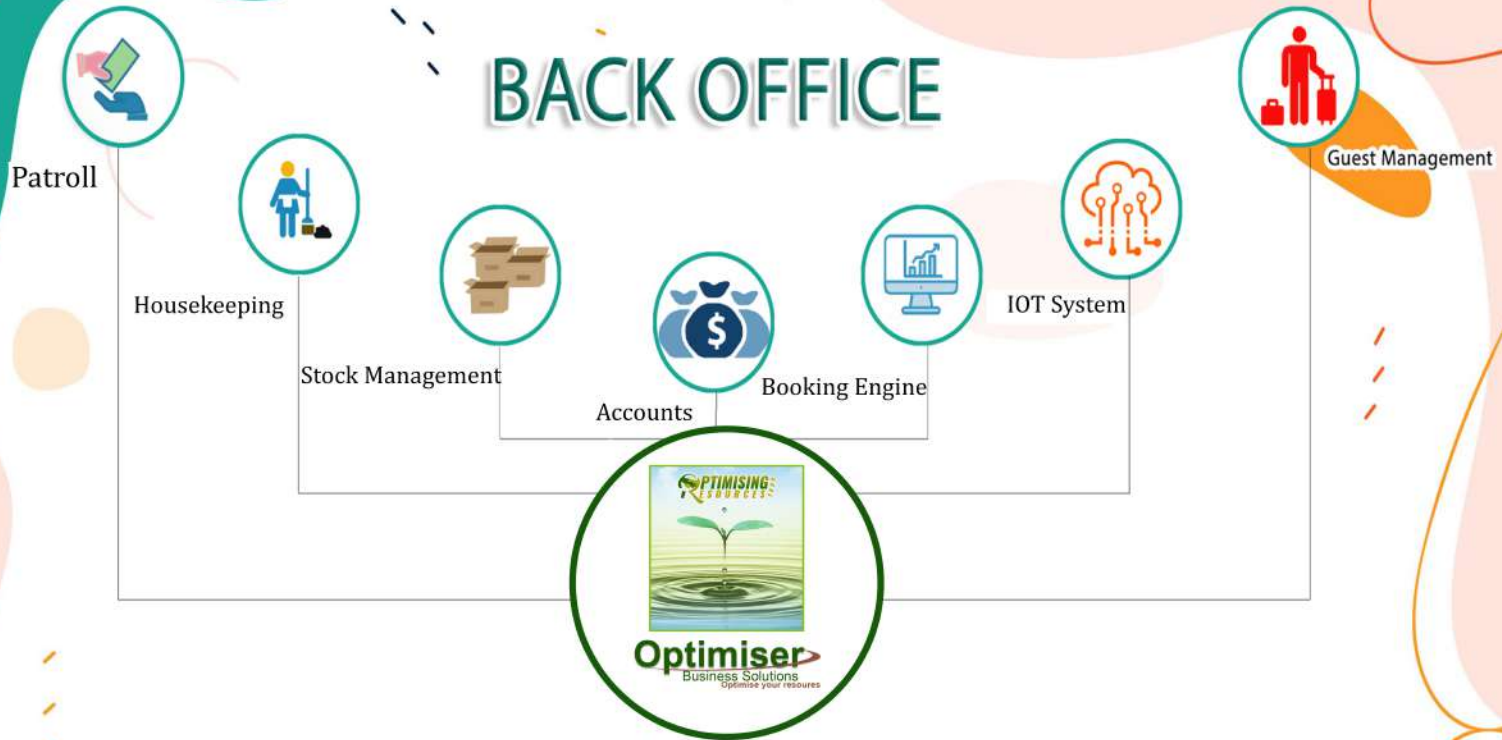 BACK OFFICE
Patroll
Guest Management
Housekeeping
IOT System
Stock Management
Booking Engine
Accounts
$
OPTIMISING
RESOURCES
Optimiser
Business Solutions
Optimise your resoures